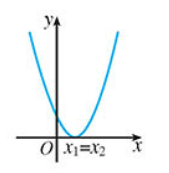 y
O x₁=x₂ x